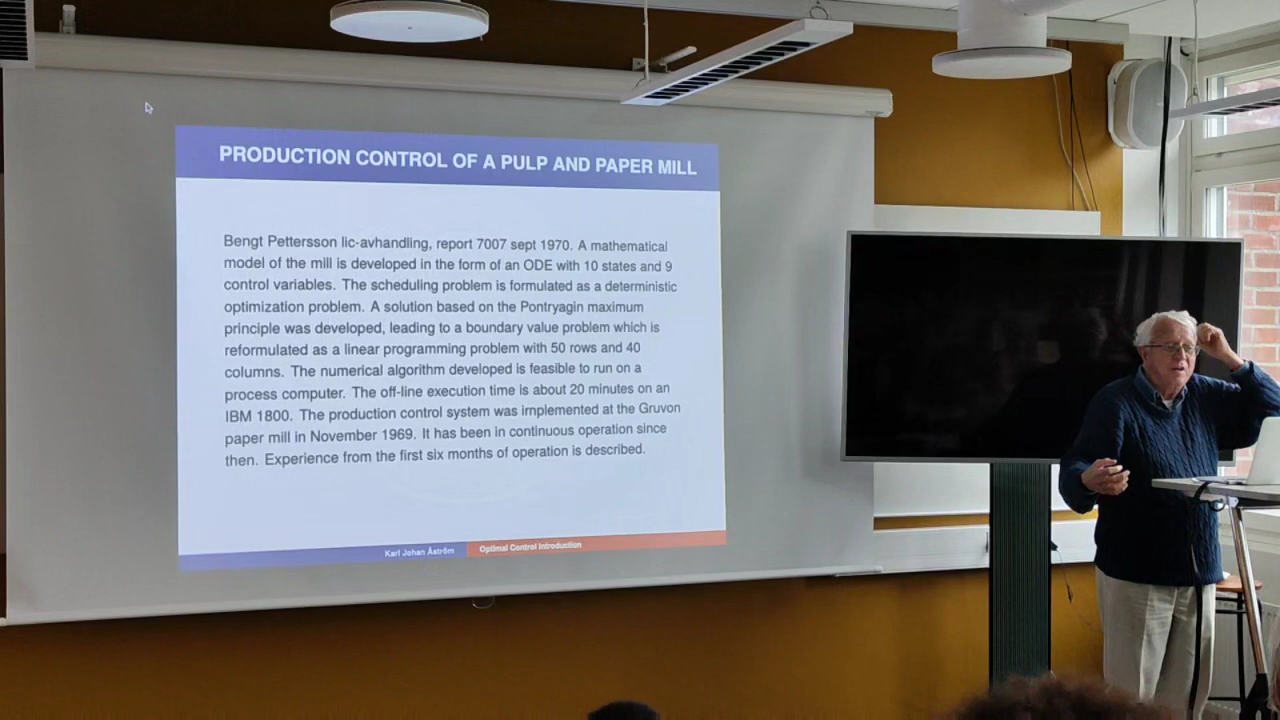 PRODUCTION CONTROL OF A PULP AND PAPER MILL
Bengt Pettersson lic-avhandling, report 7007 sept 1970. A mathematical
model of the mill is developed in the form of an ODE with 10 states and 9
control variables. The scheduling problem is formulated as a deterministic
optimization problem. A solution based on the Pontryagin maximum
principle was developed, leading to a boundary value problem which is
reformulated as a linear programming problem with 50 rows and 40
columns. The numerical algorithm developed is feasible to run on a
process computer. The off-line execution time is about 20 minutes on an
IBM 1800. The production control system was irnplemented at the Gruvon
paper mill in November 1969. It has been in continuous operation since
then. Experience from the first six months of operation is described.
Karl Johan Åström
Optimal Control Introduction